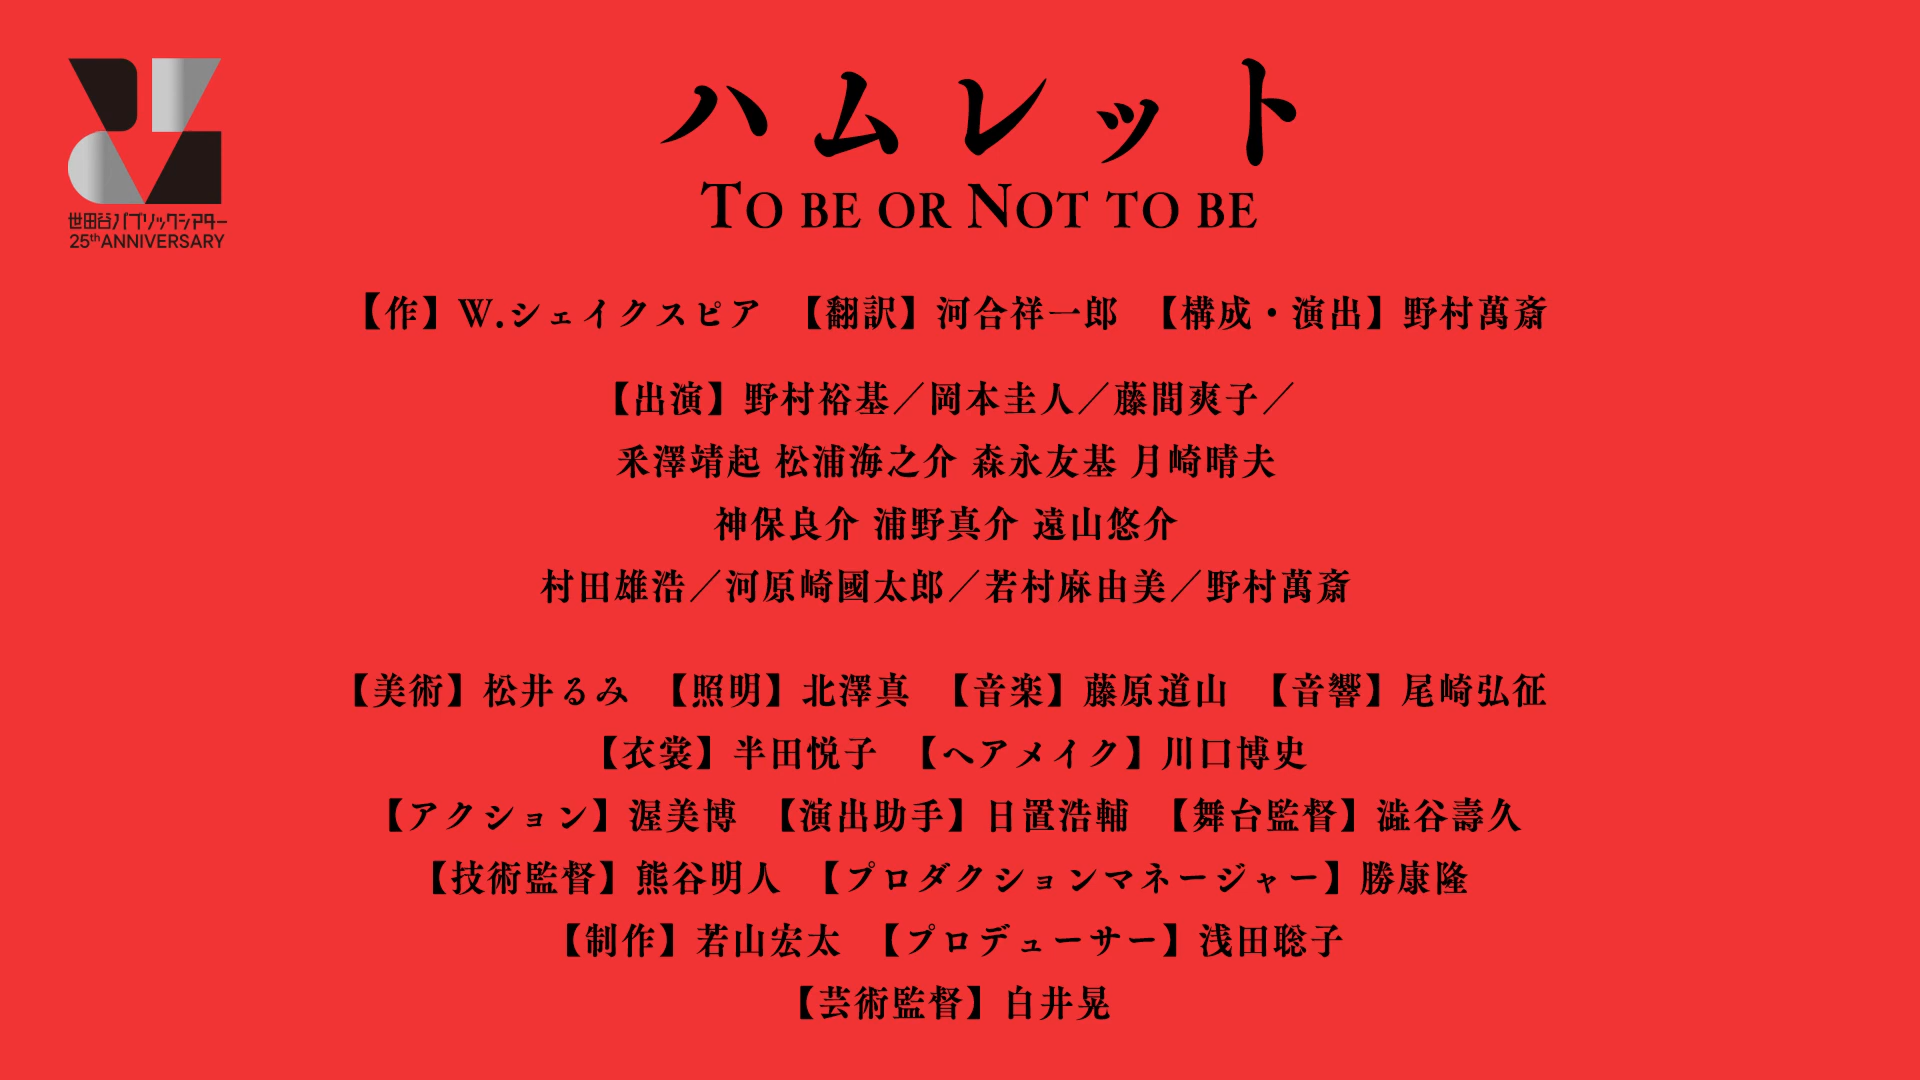 世田谷パブリックシアター
25thANNIVERSARY
ハムレット
TO BE OR NOT TO BE
【作】W.シェイクスピア 【翻訳】河合祥一郎 【構成・演出】野村萬斎
【出演】野村裕基／岡本圭人／藤間爽子／
釆澤靖起 松浦海之介 森永友基 月崎晴夫
神保良介 浦野真介 遠山悠介
村田雄浩／河原崎國太郎／若村麻由美／野村萬斎
【美術】松井るみ 【照明】北澤真 【音楽】藤原道山 【音響】尾崎弘征
【衣裳】半田悦子 【ヘアメイク】川口博史
【アクション】渥美博 【演出助手】日置浩輔 【舞台監督】澁谷壽久
【技術監督】熊谷明人 【プロダクションマネージャー】勝康隆
【制作】若山宏太 【プロデューサー】浅田聡子
【芸術監督】白井晃